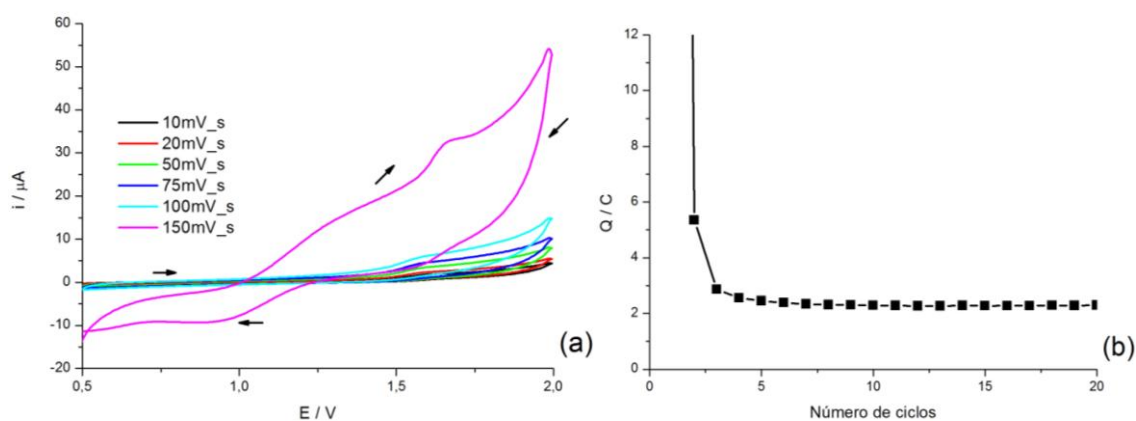 60
50
40
30
20
10
0
-10
-20
i / µA
10mV_s
20mV_s
50mV_s
75mV_s
100mV_s
150mV_s
(a)
0,5
1,0
1,5
2,0
E / V
12
10
8
6
4
2
0
Q / C
(b)
0
5
10
15
20
Número de ciclos